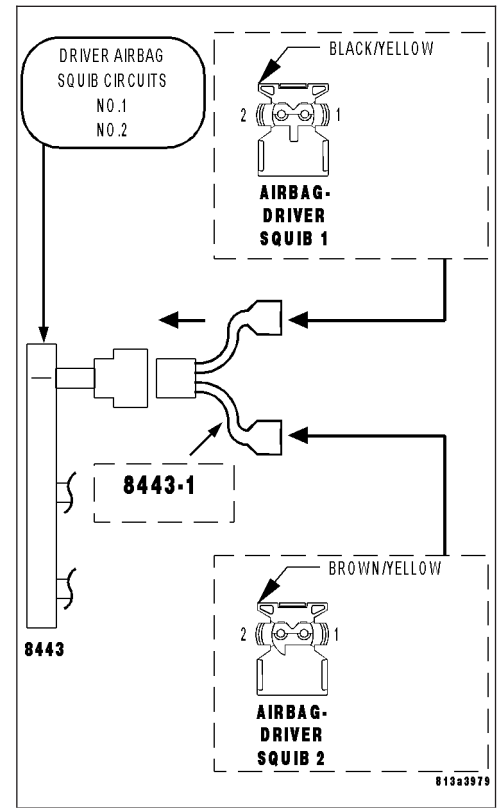 DRIVER AIRBAG
SQUIB CIRCUITS
NO.1
NO.2
BLACK/YELLOW
2
1
AIRBAG-
DRIVER
SQUIB 1
8443-1
8443
BROWN/YELLOW
2
1
AIRBAG-
DRIVER
SQUIB 2
813a3979